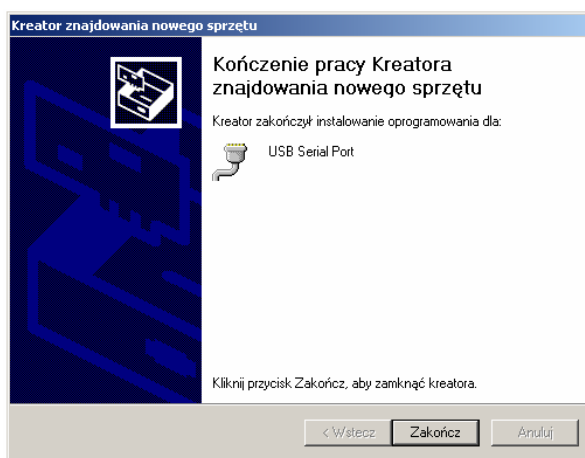 Kreator znajdowania nowego sprzętu
Kończenie pracy Kreatora
znajdowania nowego sprzętu
Kreator zakończył instalowanie oprogramowania dla:
USB Serial Port
Kliknij przycisk Zakończ, aby zamknąć kreatora.
< Wstecz Zakończ Anuluj